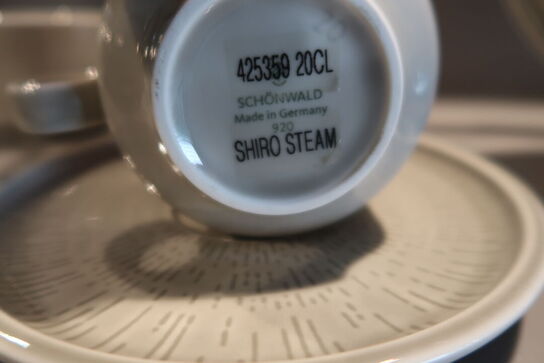 425359 20CL
SCHÖNWALD
Made in Germany
920
SHIRO STEAM